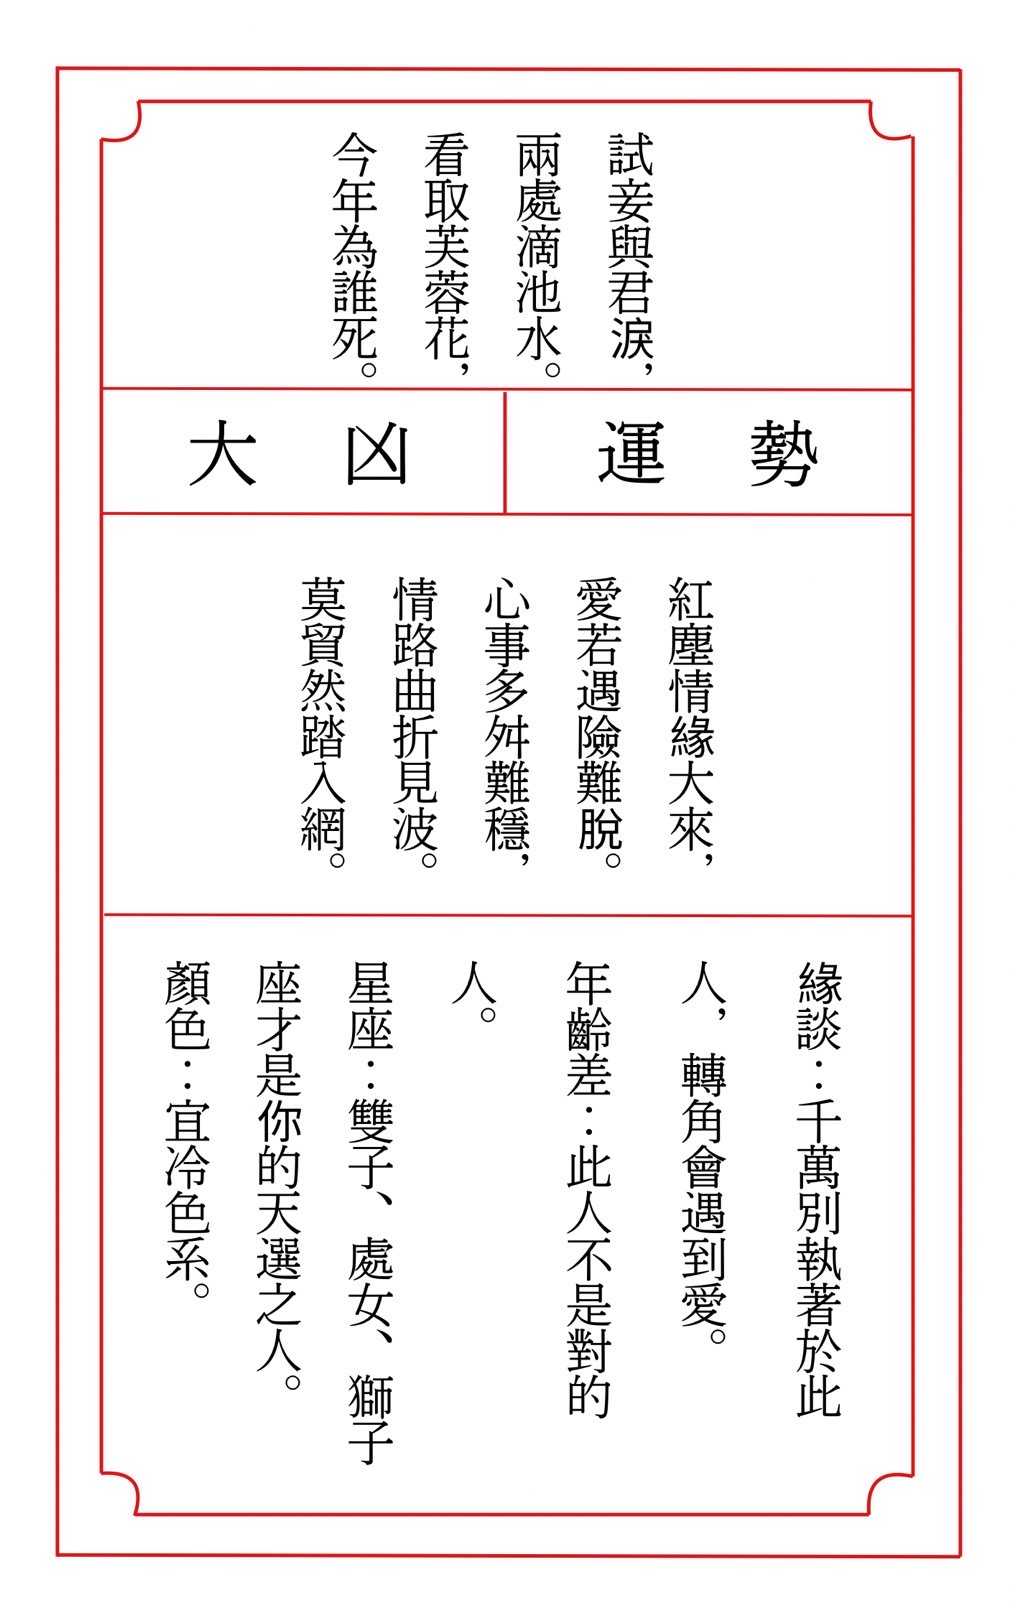 試妾與君淚，
兩處滴池水。
看取芙蓉花，
今年為誰死。
運勢
大凶
紅塵情緣大來，
愛若遇險難脫。
心事多舛難穩，
情路曲折見波。
莫貿然踏入網。
緣談：千萬別執著於此
人，轉角會遇到愛。
年齡差：此人不是對的
人。
星座：雙子、處女、獅子
座才是你的天選之人。
顏色：宜冷色系。